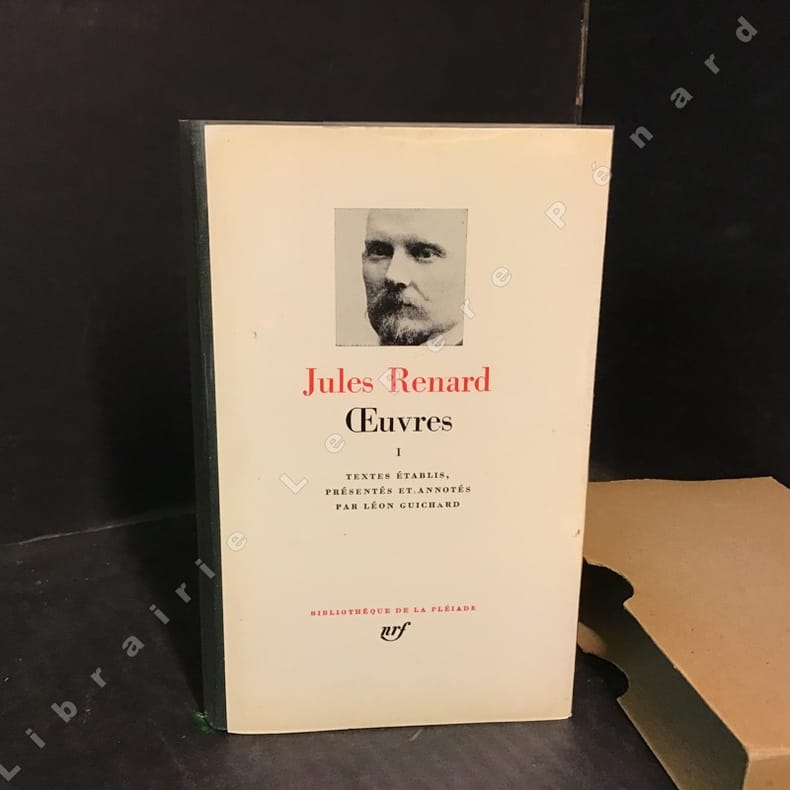 Jules Renard
Œuvres
I
TEXTES ÉTABLIS,
PRÉSENTÉS ET ANNOTÉS
PAR LÉON GUICHARD
BIBLIOTHÈQUE DE LA PLÉIADE
nrf
Librairie Le Père Pénard